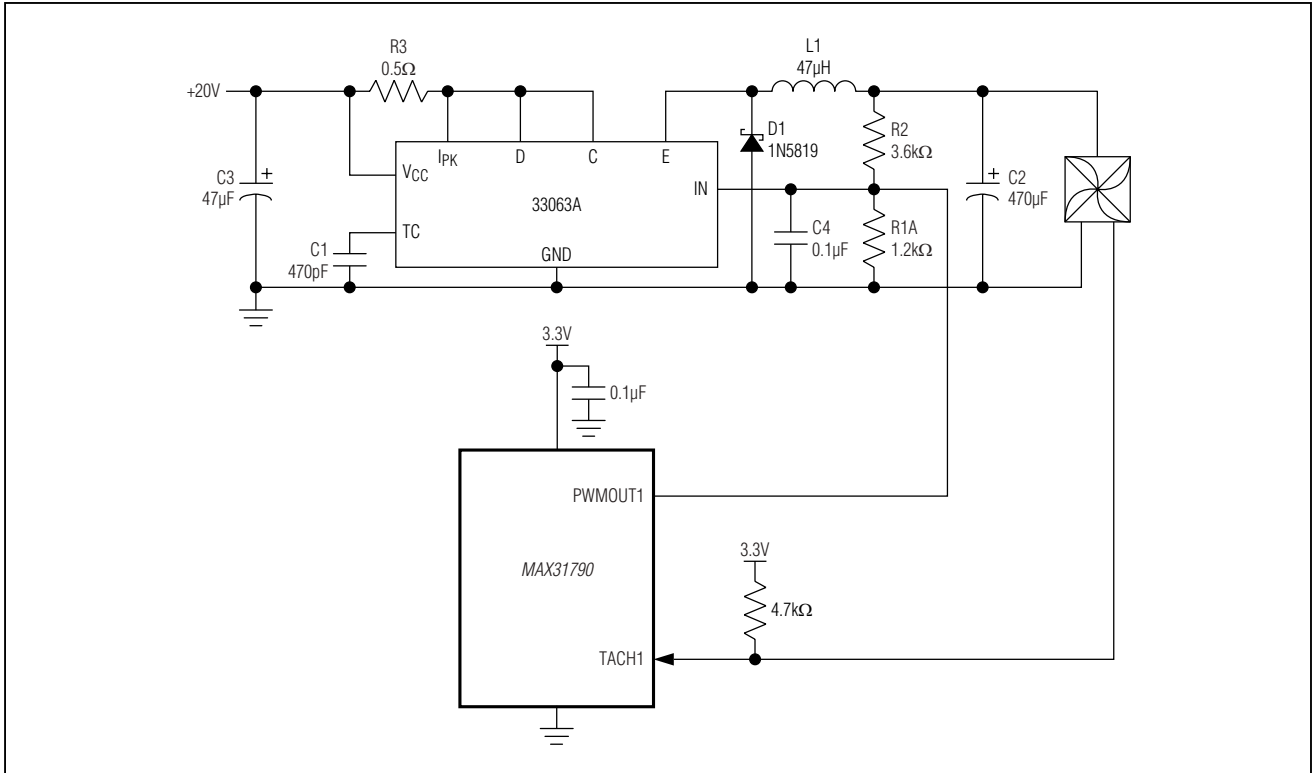 R3
0.5Ω
L1
47µH
+20V
IPK
D
C
E
D1
1N5819
R2
3.6kΩ
C3
+
47µF
VCC
33063A
IN
C2
+
470µF
TC
C1
470pF
GND
C4
0.1µF
R1A
1.2kΩ
3.3V
0.1µF
PWMOUT1
MAX31790
3.3V
4.7kΩ
TACH1